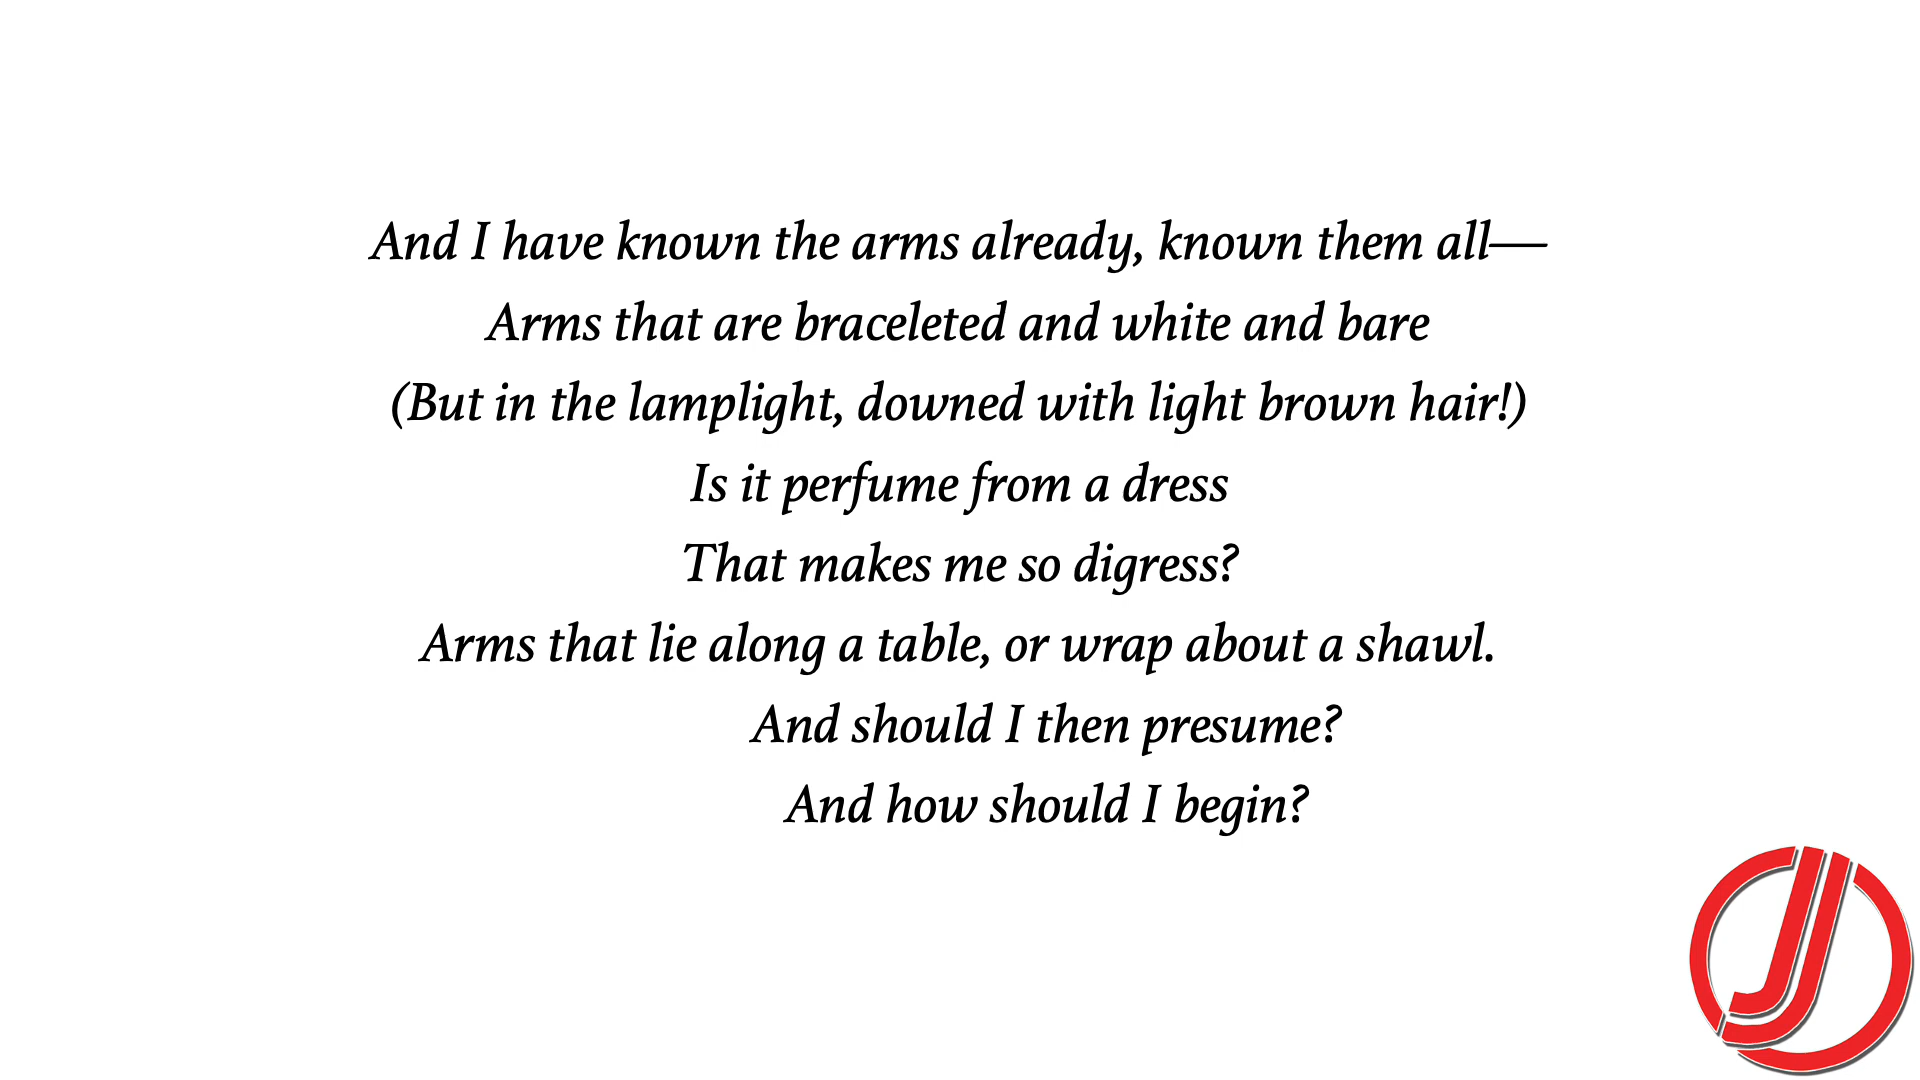 And I have known the arms already, known them all—
Arms that are braceleted and white and bare
(But in the lamplight, downed with light brown hair!)
Is it perfume from a dress
That makes me so digress?
Arms that lie along a table, or wrap about a shawl.
And should I then presume?
And how should I begin?